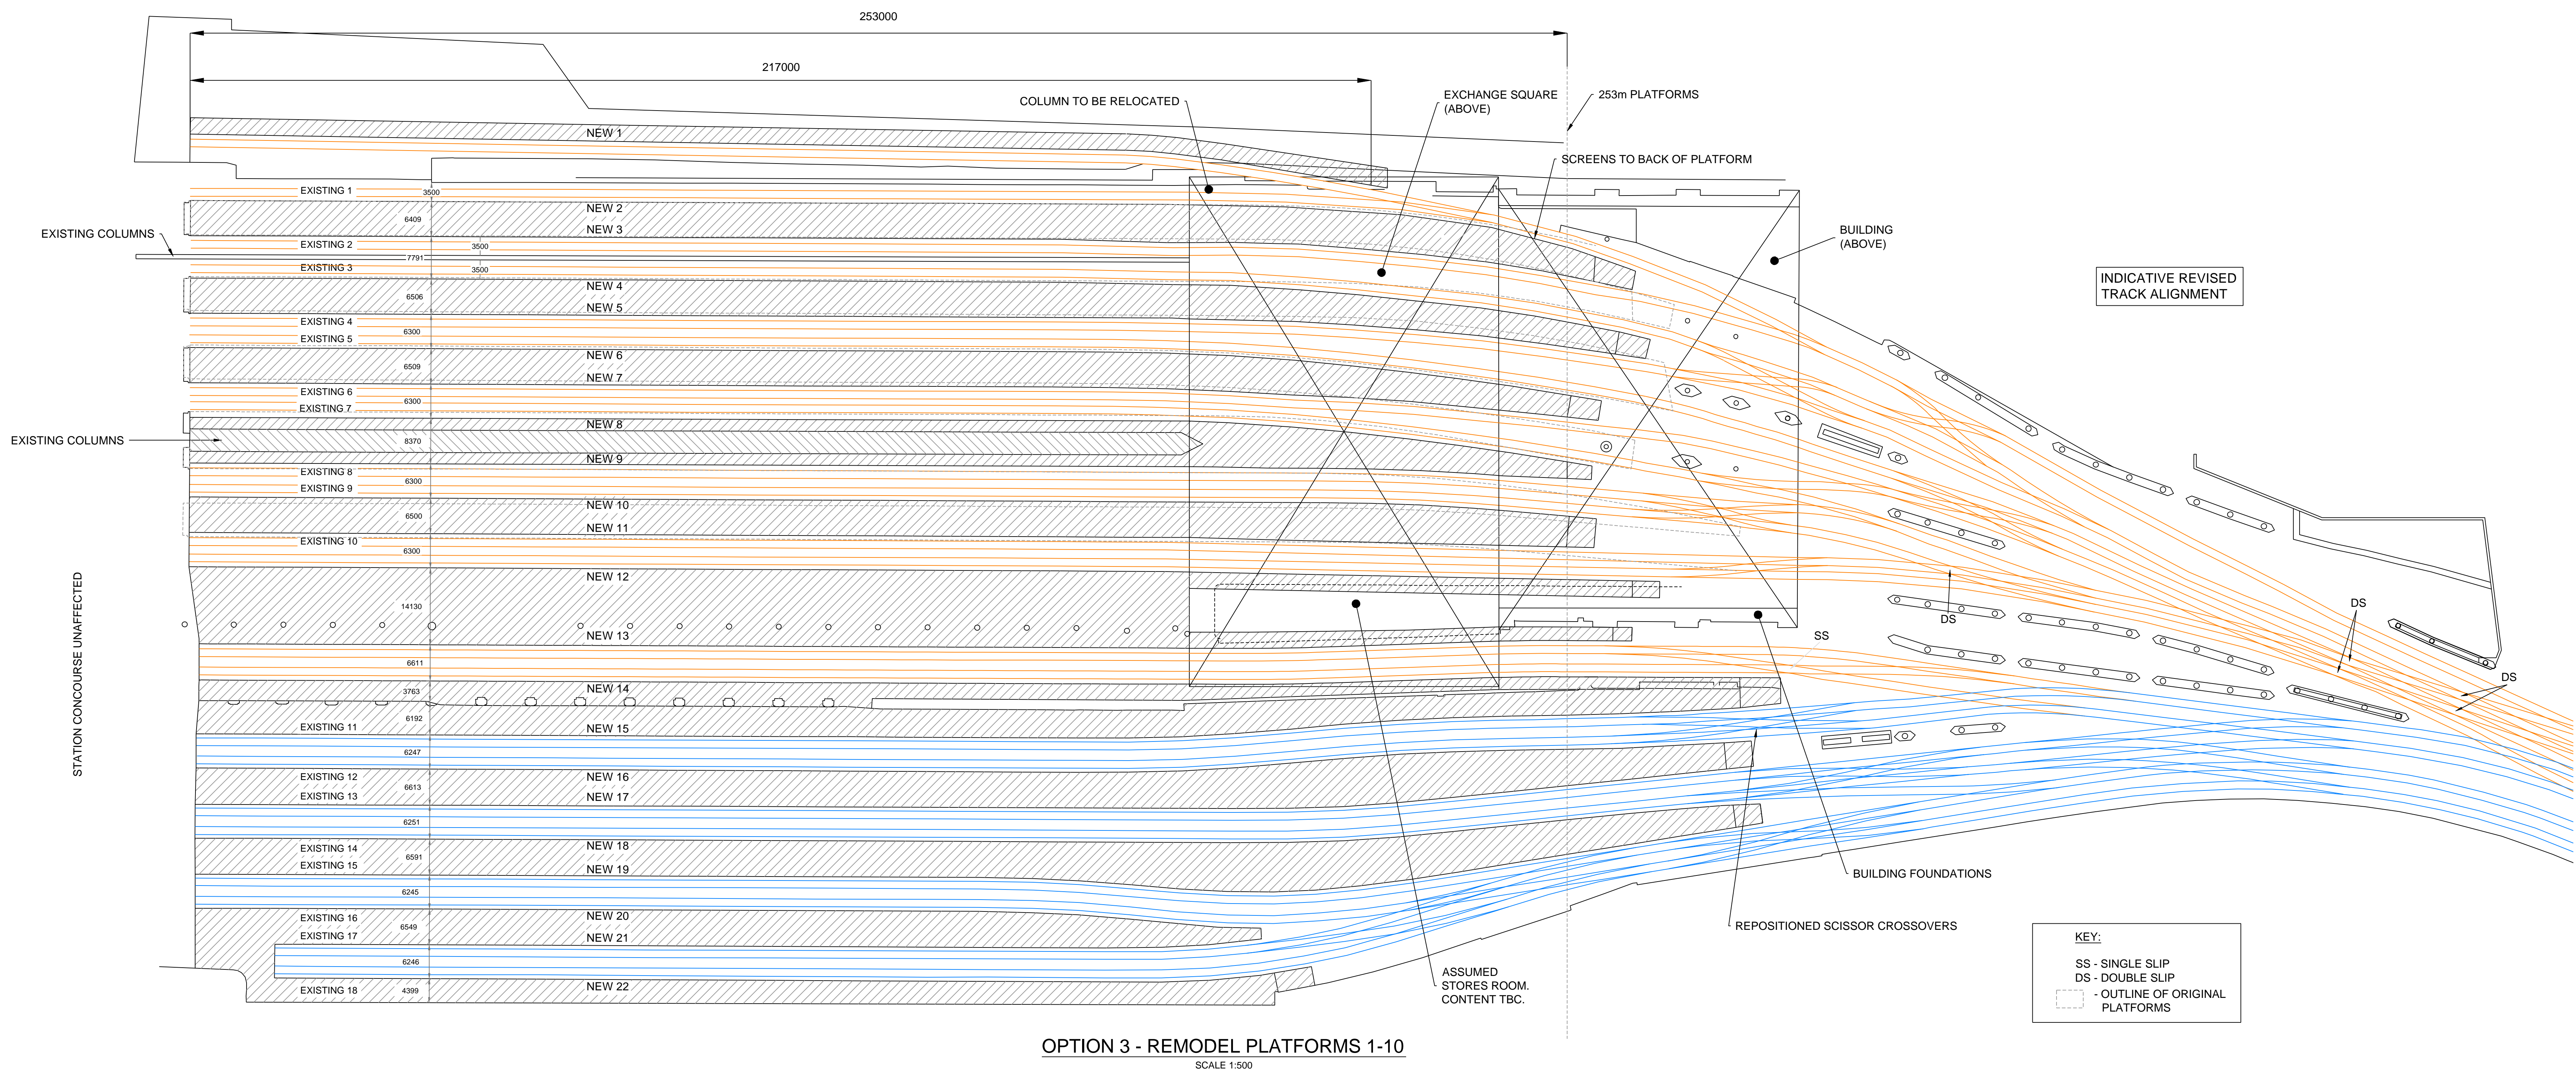 253000
217000
COLUMN TO BE RELOCATED
EXCHANGE SQUARE
(ABOVE)
253m PLATFORMS
NEW 1
SCREENS TO BACK OF PLATFORM
EXISTING 1
3500
NEW 2
6409
NEW 3
EXISTING COLUMNS
EXISTING 2
3500
BUILDING
(ABOVE)
7791
EXISTING 3
3500
INDICATIVE REVISED
TRACK ALIGNMENT
NEW 4
6506
NEW 5
EXISTING 4
6300
EXISTING 5
NEW 6
6509
NEW 7
EXISTING 6
6300
EXISTING 7
NEW 8
EXISTING COLUMNS
8370
NEW 9
EXISTING 8
6300
EXISTING 9
NEW 10
6500
NEW 11
EXISTING 10
6300
NEW 12
14130
NEW 13
STATION CONCOURSE UNAFFECTED
DS
DS
SS
DS
6611
3763
NEW 14
6192
EXISTING 11
NEW 15
6247
EXISTING 12
NEW 16
6613
EXISTING 13
NEW 17
6251
EXISTING 14
NEW 18
6591
EXISTING 15
NEW 19
BUILDING FOUNDATIONS
6245
EXISTING 16
NEW 20
6549
EXISTING 17
NEW 21
REPOSITIONED SCISSOR CROSSOVERS
6246
EXISTING 18
4399
NEW 22
ASSUMED
STORES ROOM.
CONTENT TBC.
KEY:
SS - SINGLE SLIP
DS - DOUBLE SLIP
- OUTLINE OF ORIGINAL
PLATFORMS
OPTION 3 - REMODEL PLATFORMS 1-10
SCALE 1:500